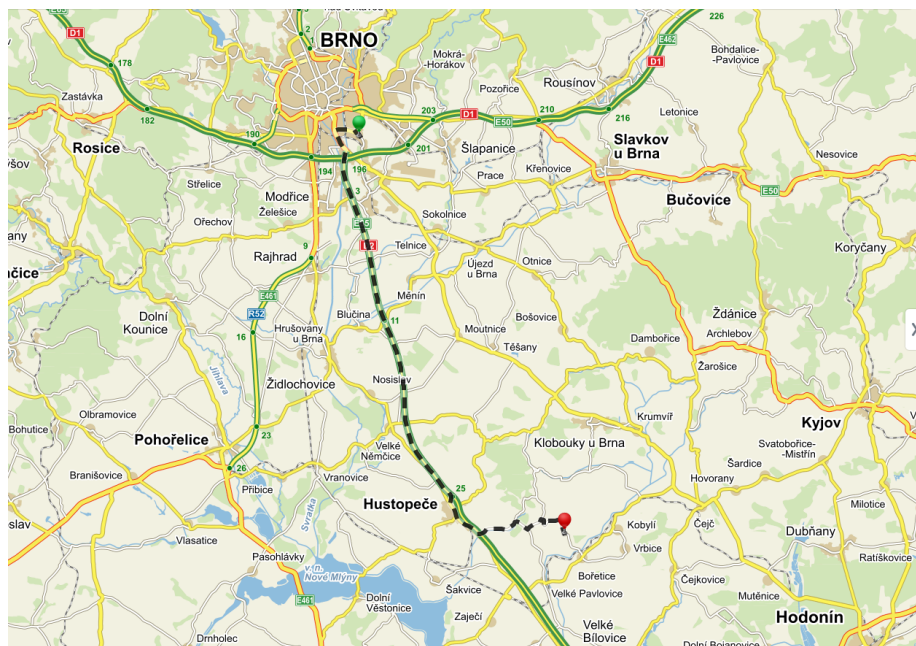 226
2
1
BRNO
D1
E462
178
Mokrá-
-Horákov
Bohdalice-
-Pavlovice
D1
Zastávka
Pozořice
Rousínov
182
203
D1
210
Letonice
E50
216
190
Rosice
201
Šlapanice
Slavkov
u Brna
Nesovice
194
196
Křenovice
Střelice
Prace
E50
Modřice
3
Bučovice
Želešice
Sokolnice
Ořechov
Telnice
Koryčany
9
Rajhrad
Otnice
Újezd
u Brna
E461
Měnín
R52
Blučina
Bošovice
Ždánice
Dolní
Kounice
11
16
Hrušovany
u Brna
Moutnice
Archlebov
Těšany
Dambořice
Žarošice
Jihlava
Nosislav
Židlochovice
Olbramovice
Krumvíř
Kyjov
Bohutice
23
Pohořelice
Klobouky u Brna
Velké
Němčice
Svatobořice-
-Mistřín
26
Šardice
Branišovice
Vranovice
Hovorany
Přibice
25
Hustopeče
Svratka
Milotice
Kobylí
Čejč
Dubňany
Vlasatice
Vrbice
Pasohlávky
Ratíškovice
v. n.
Nové Mlýny
Bořetice
Čejkovice
Šakvice
Velké Pavlovice
Mutěnice
E461
Dolní
Věstonice
Zaječí
Hodonín
Velké
Bílovice
Drnholec
Dolní Bojanovice